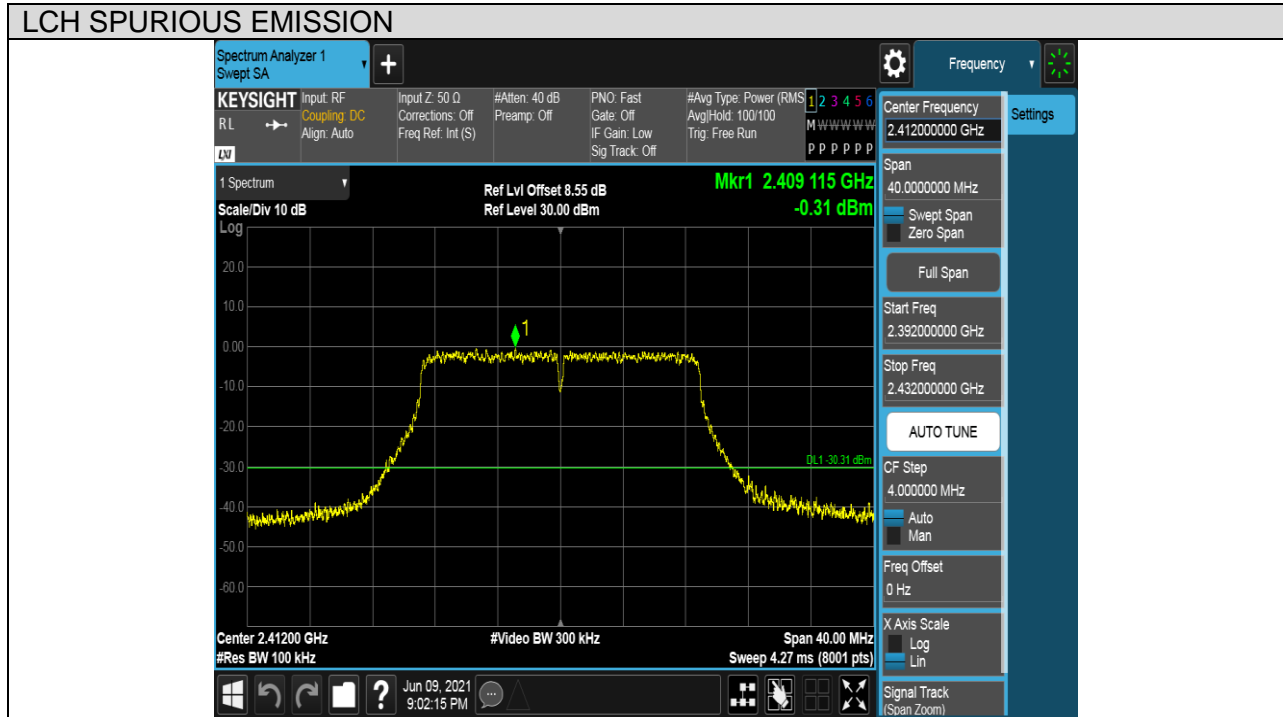 LCH SPURIOUS EMISSION
Spectrum Analyzer 1
Swept SA
Frequency
KEYSIGHT
RL
LXI
Input: RF
Coupling: DC
Align: Auto
Input Z: 50 Ω
Corrections: Off
Freq Ref: Int (S)
#Atten: 40 dB
Preamp: Off
PNO: Fast
Gate: Off
IF Gain: Low
Sig Track: Off
#Avg Type: Power (RMS
Avg|Hold: 100/100
Trig: Free Run
1 2 3 4 5 6
M W W W W W
P P P P P P
1 Spectrum
Scale/Div 10 dB
Ref Lvl Offset 8.55 dB
Ref Level 30.00 dBm
Mkr1 2.409 115 GHz
-0.31 dBm
Log
20.0
10.0
0.00
-10.0
-20.0
-30.0
-40.0
-50.0
-60.0
1
DL1 -30.31 dBm
Center 2.41200 GHz
#Res BW 100 kHz
#Video BW 300 kHz
Span 40.00 MHz
Sweep 4.27 ms (8001 pts)
Jun 09, 2021
9:02:15 PM
Center Frequency
2.412000000 GHz
Settings
Span
40.0000000 MHz
Swept Span
Zero Span
Full Span
Start Freq
2.392000000 GHz
Stop Freq
2.432000000 GHz
AUTO TUNE
CF Step
4.000000 MHz
Auto
Man
Freq Offset
0 Hz
X Axis Scale
Log
Lin
Signal Track
(Span Zoom)